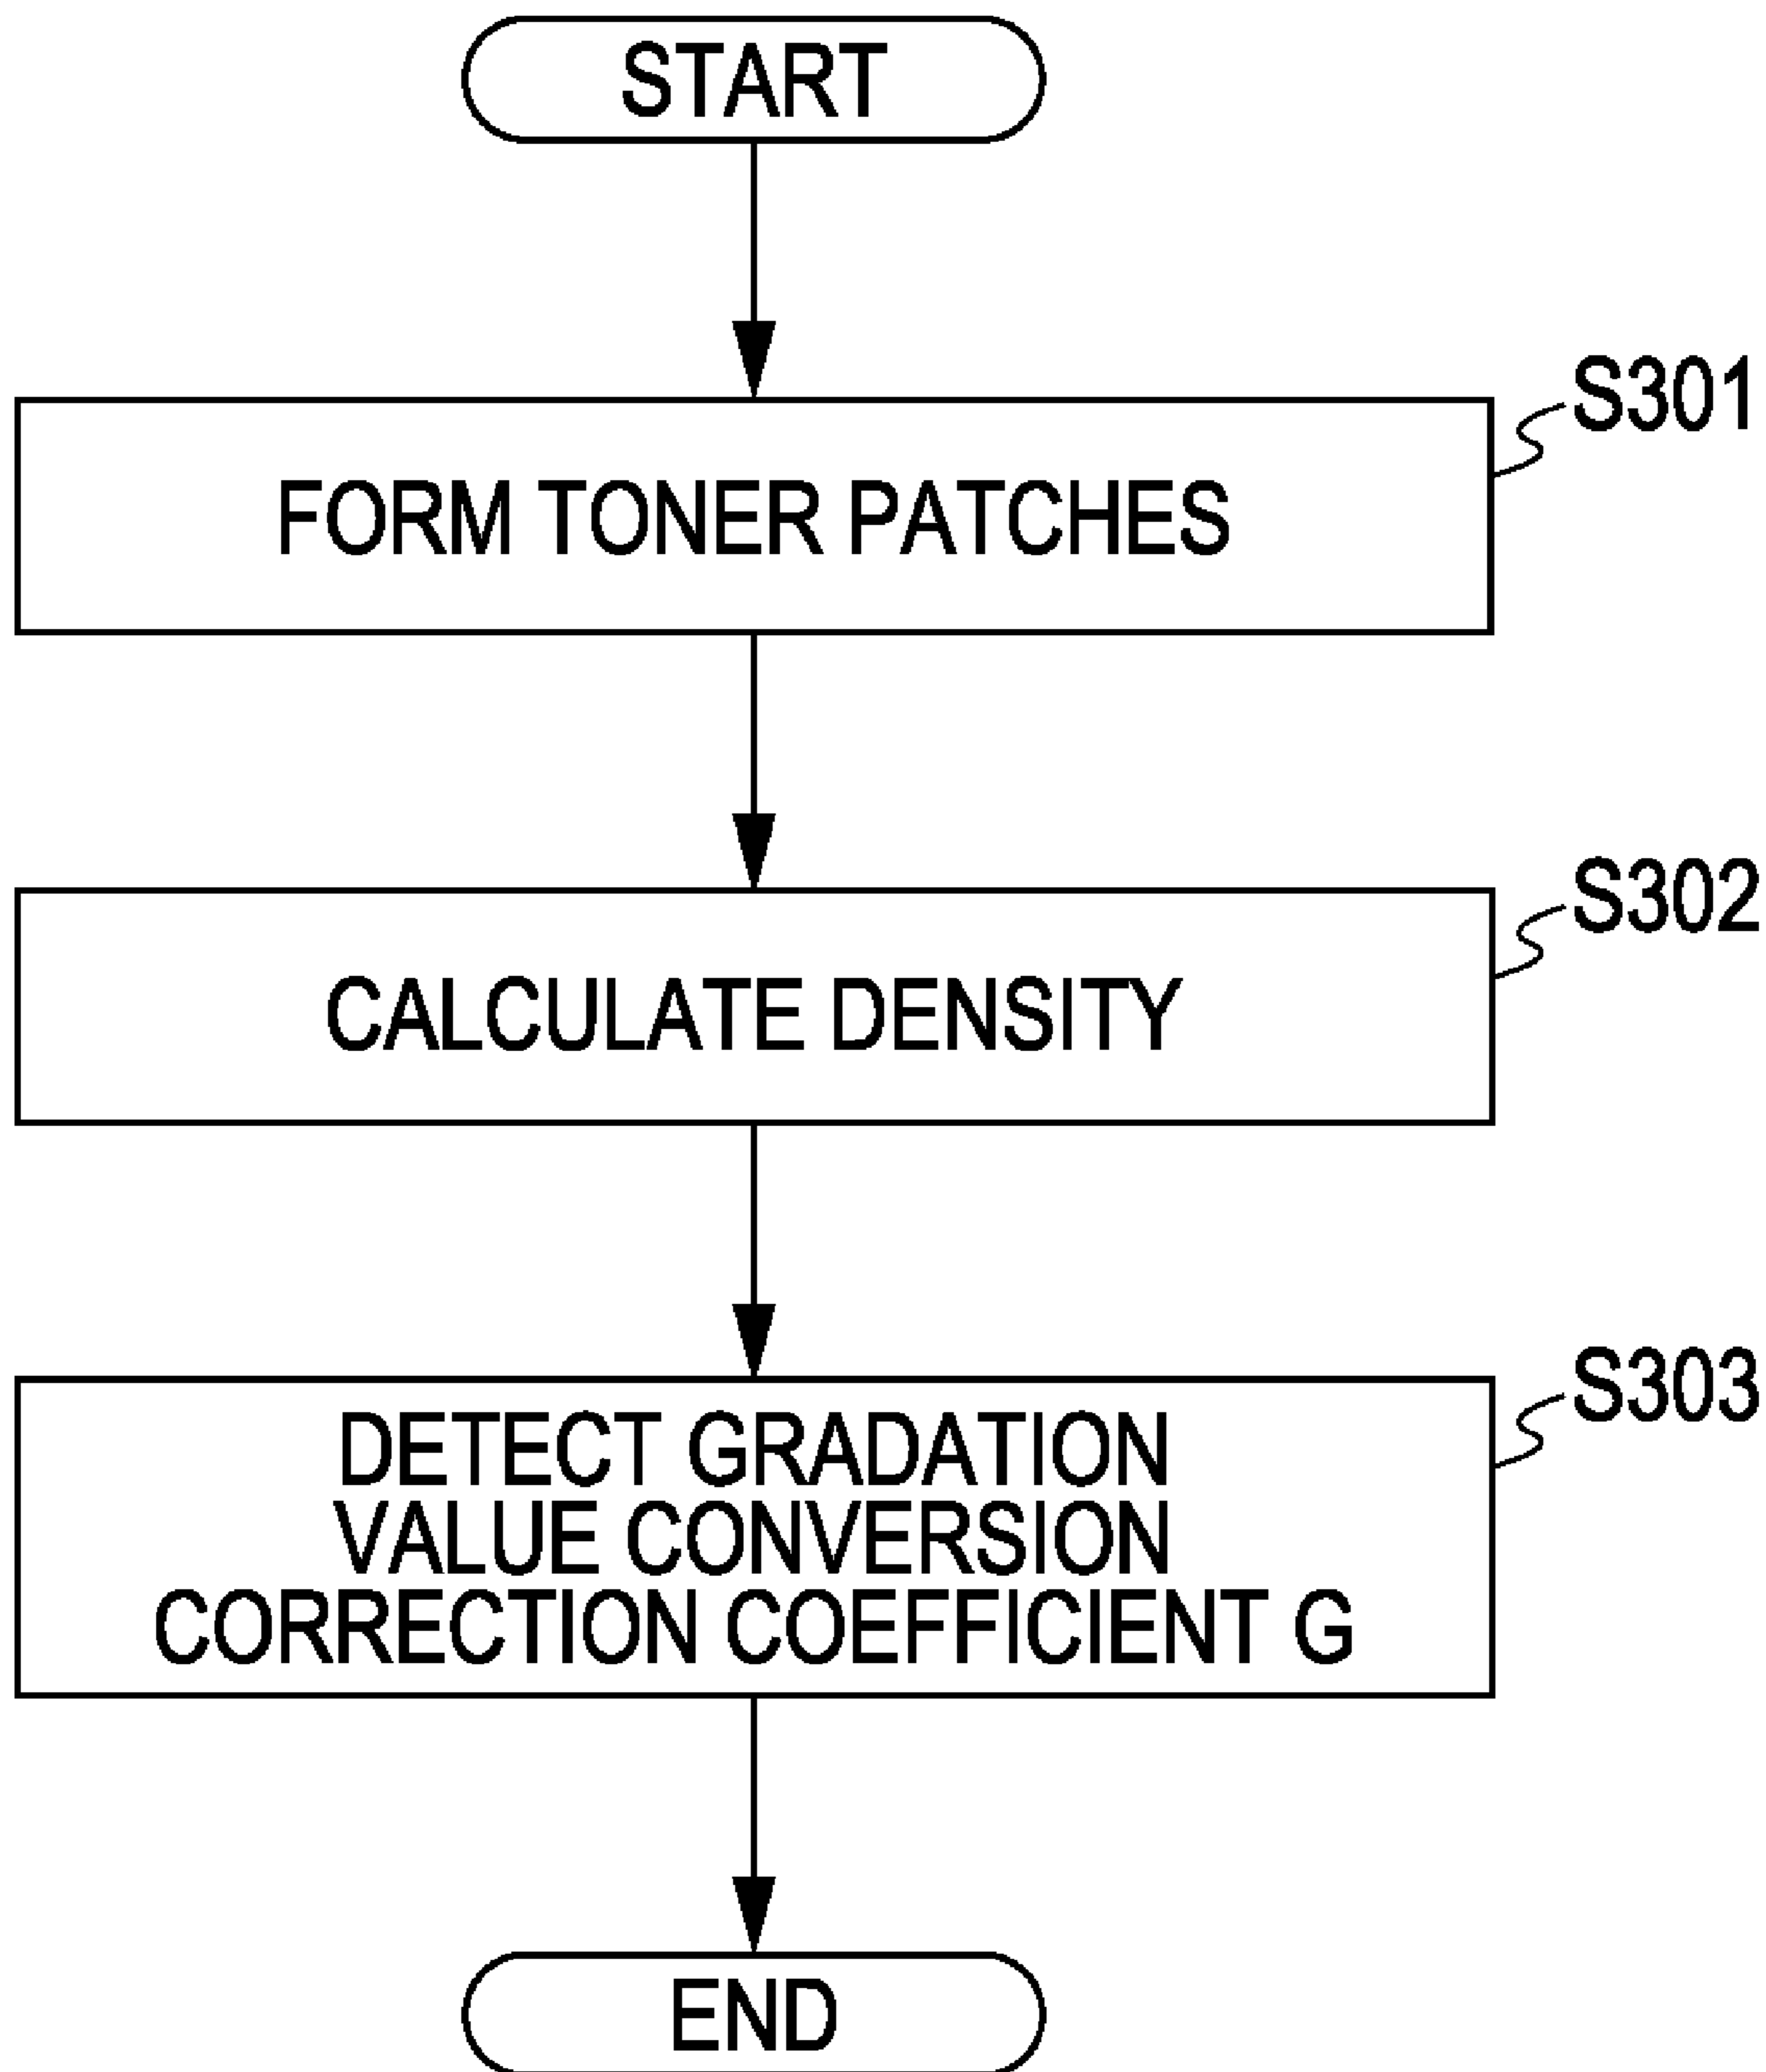 START
S301
FORM TONER PATCHES
S302
CALCULATE DENSITY
S303
DETECT GRADATION
VALUE CONVERSION
CORRECTION COEFFICIENT G
END